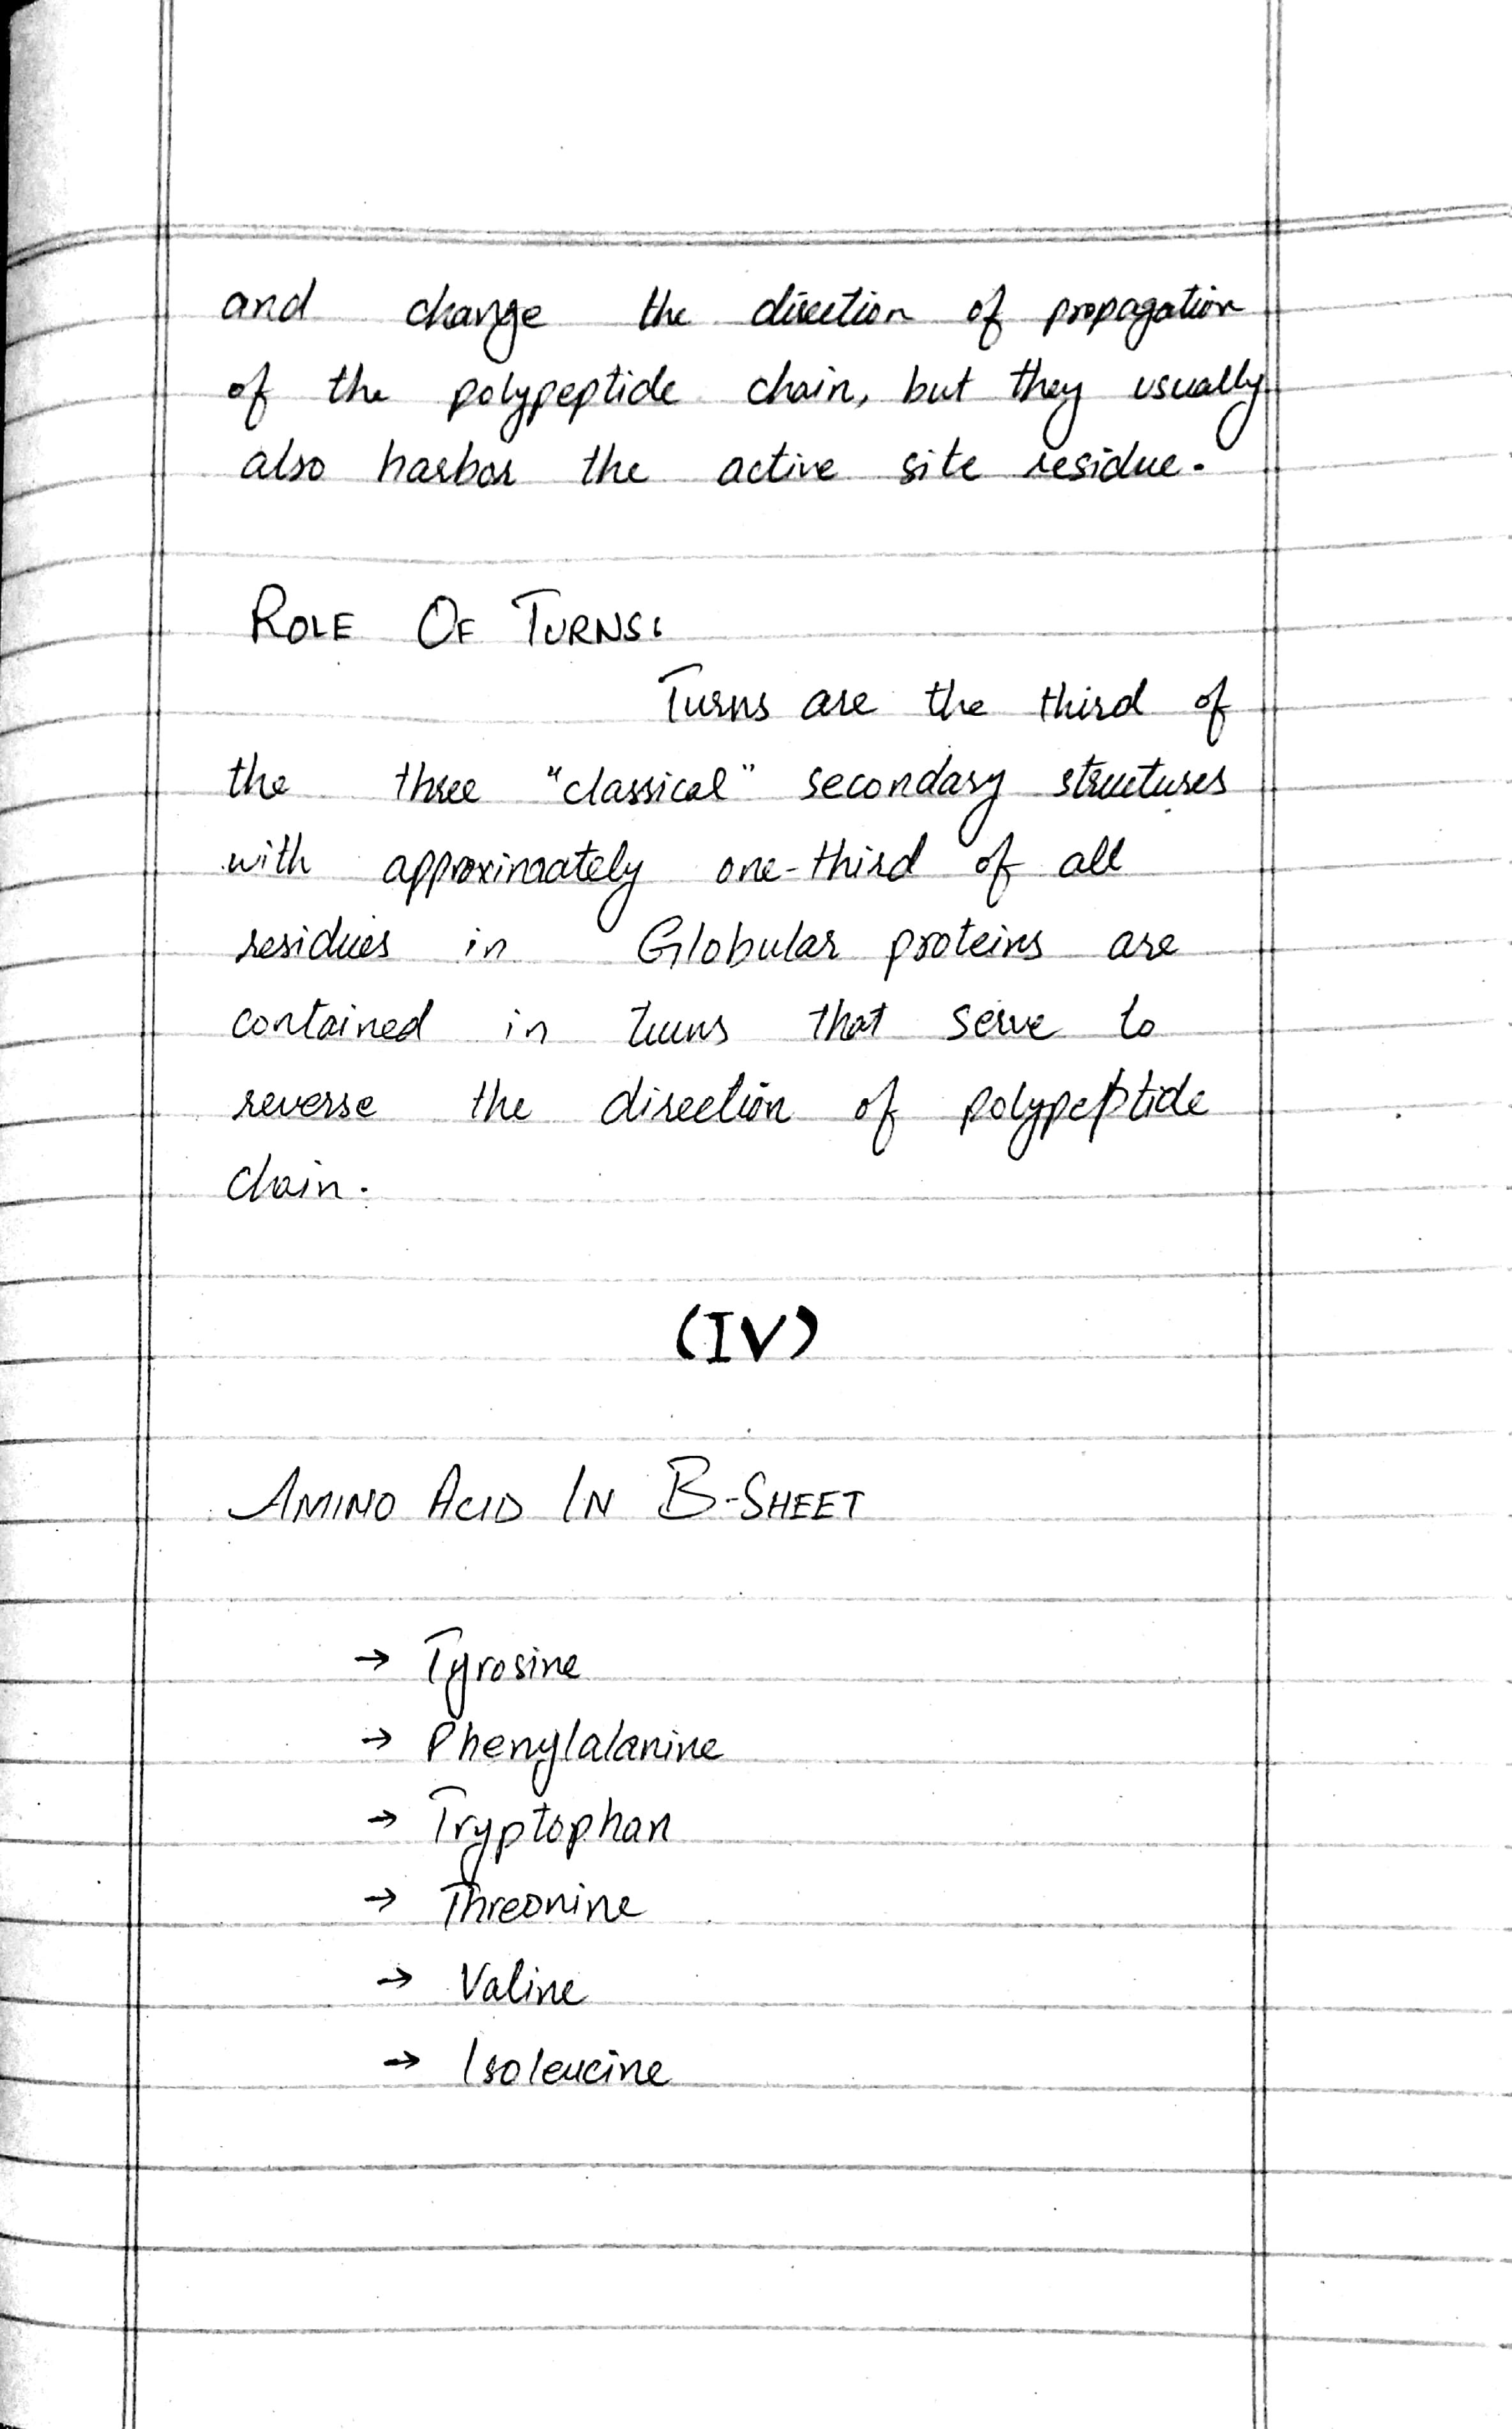 and change the direction of propagation
of the polypeptide chain, but they usually
also harbor the active site residue.
ROLE OF TURNS:
Turns are the third of
the three "classical" secondary structures
with approximately one-third of all
residues in Globular proteins are
contained in turns that serve to
reverse the direction of polypeptide
chain.
(IV)
AMINO ACID IN B-SHEET
→ Tyrosine
→ Phenylalanine
→ Tryptophan
→ Threonine
→ Valine
→ Isoleucine